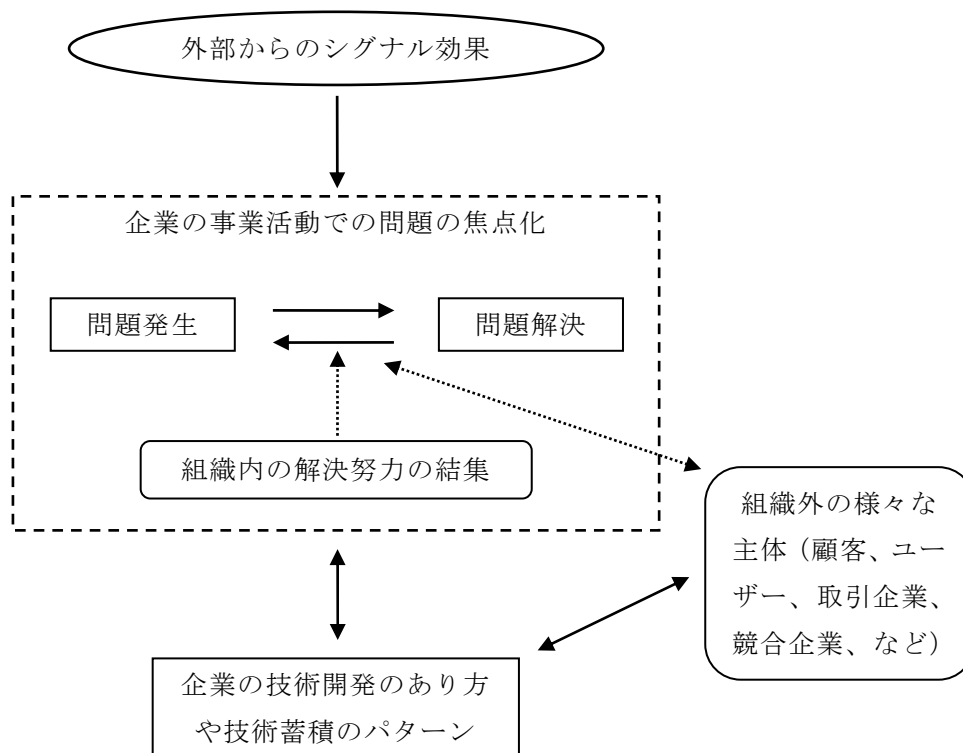 外部からのシグナル効果
企業の事業活動での問題の焦点化
問題発生
問題解決
組織内の解決努力の結集
組織外の様々な
主体（顧客、ユー
ザー、取引企業、
競合企業、など）
企業の技術開発のあり方
や技術蓄積のパターン